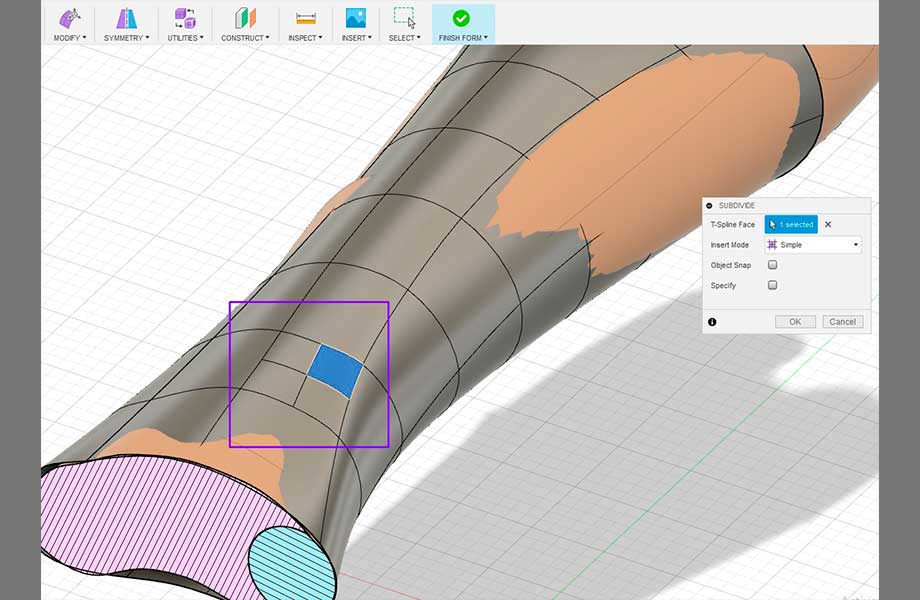 MODIFY SYMMETRY UTILITIES CONSTRUCT INSPECT INSERT SELECT FINISH FORM
SUBDIVIDE
T-Spline Face 1 selected
Insert Mode Simple
Object Snap
Specify
OK Cancel